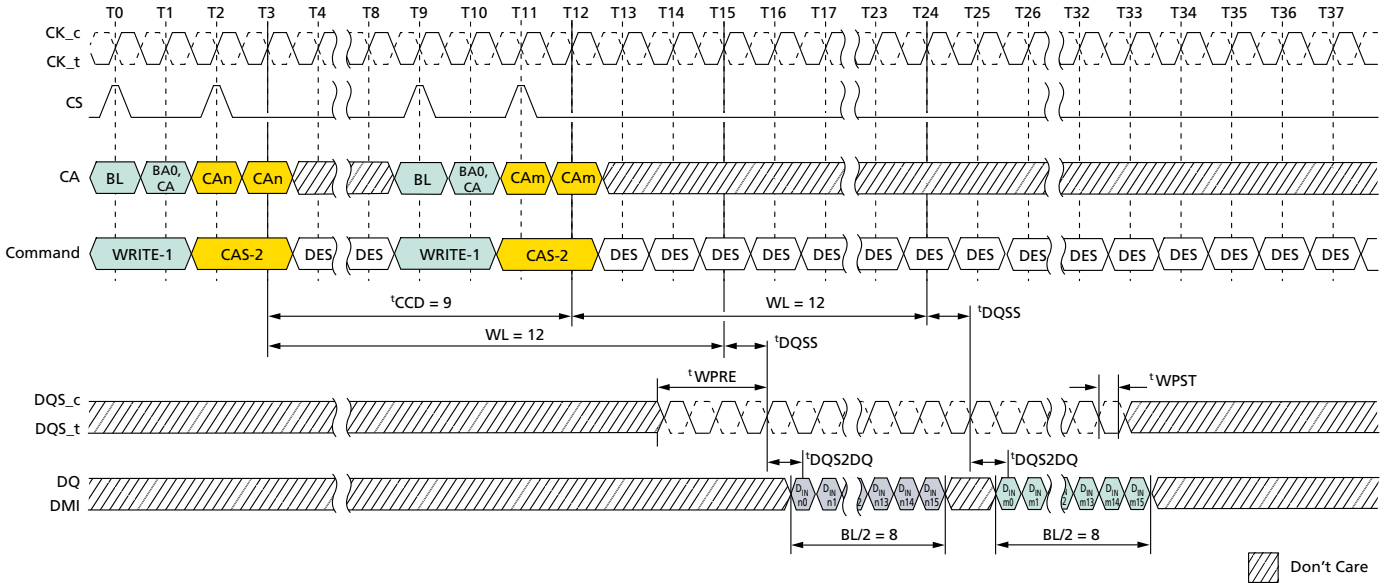 T0 T1 T2 T3 T4 T8 T9 T10 T11 T12 T13 T14 T15 T16 T17 T23 T24 T25 T26 T32 T33 T34 T35 T36 T37
CK_c
CK_t
CS
CA BL BA0, CA CAn CAn BL BA0, CA CAm CAm
Command WRITE-1 CAS-2 DES DES WRITE-1 CAS-2 DES DES DES DES DES DES DES DES DES DES DES DES DES DES DES
tCCD = 9 WL = 12 tDQSS
WL = 12 tDQSS
tWPRE tWPST
DQS_c
DQS_t
tDQS2DQ tDQS2DQ
DQ
DMI
DIN n0 DIN n1 DIN n13 DIN n14 DIN n15 DIN m0 DIN m1 DIN m13 DIN m14 DIN m15
BL/2 = 8 BL/2 = 8
Don't Care